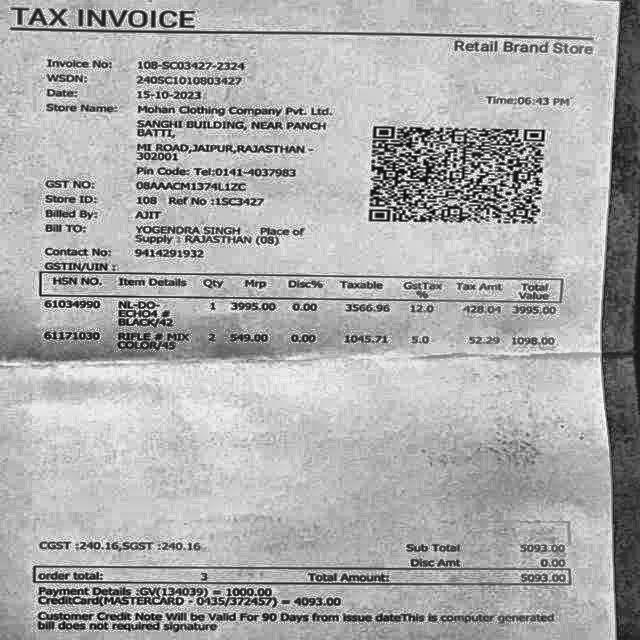 TAX INVOICE
Retail Brand Store
Invoice No: 108-SC03427-2324
WSDN: 240SC1010803427
Date: 15-10-2023
Time:06:43 PM
Store Name: Mohan Clothing Company Pvt. Ltd.
SANGHI BUILDING, NEAR PANCH
BATTI,
MI ROAD,JAIPUR,RAJASTHAN -
302001
Pin Code: Tel:0141-4037983
GST NO: 08AAACM1374L1ZC
Store ID: 108 Ref No :1SC3427
Billed By: AJIT
Bill TO: YOGENDRA SINGH Place of
Supply : RAJASTHAN (08)
Contact No: 9414291932
GSTIN/UIN :
HSN NO. Item Details Qty Mrp Disc% Taxable GstTax Tax Amt Total
% Value
61034990 NL-DO- 1 3995.00 0.00 3566.96 12.0 428.04 3995.00
ECHO4 #
BLACK/42
61171030 RIFLE # MIX 2 549.00 0.00 1045.71 5.0 52.29 1098.00
COLOR/45
CGST :240.16,SGST :240.16
Sub Total 5093.00
Disc Amt 0.00
order total: 3 Total Amount: 5093.00
Payment Details :GV(134039) = 1000.00
CreditCard(MASTERCARD - 0435/372457) = 4093.00
Customer Credit Note Will be Valid For 90 Days from issue dateThis is computer generated
bill does not required signature